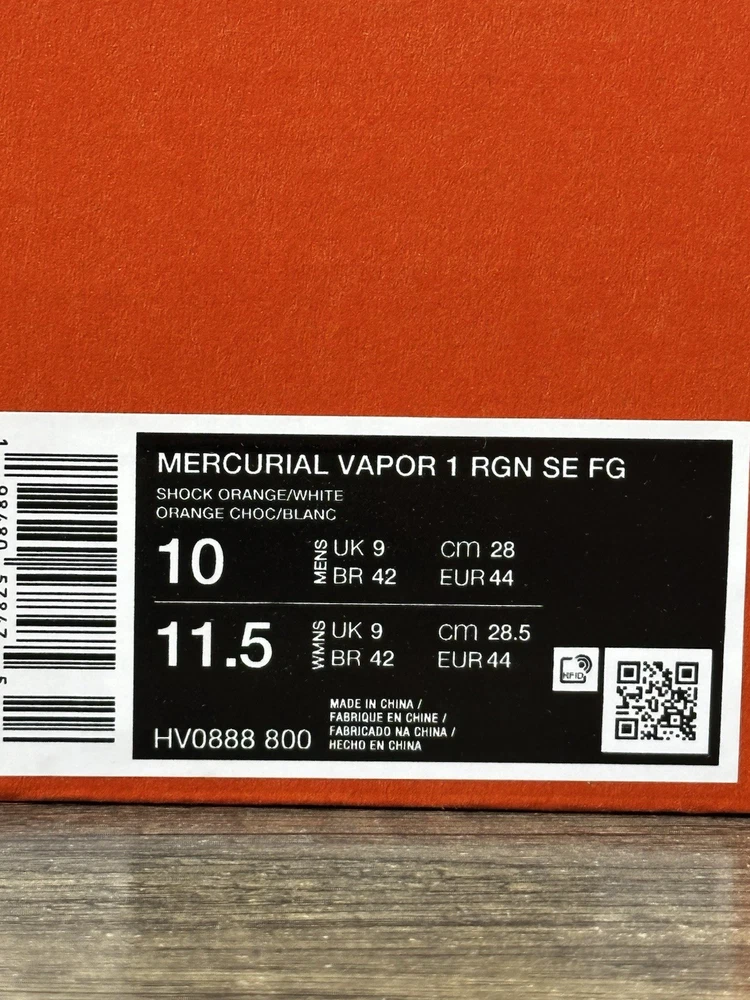 MERCURIAL VAPOR 1 RGN SE FG
SHOCK ORANGE/WHITE
ORANGE CHOC/BLANC
10
MENS
UK 9
cm 28
BR 42
EUR 44
11.5
WMNS
UK 9
cm 28.5
BR 42
EUR 44
RFID
HV0888 800
MADE IN CHINA /
FABRIQUE EN CHINE /
FABRICADO NA CHINA /
HECHO EN CHINA